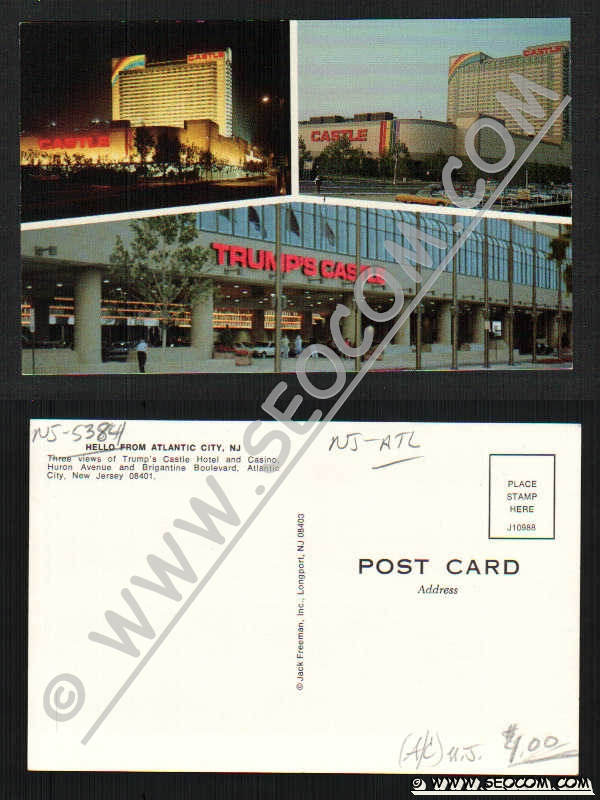 CASTLE
CASTLE
CASTLE
CASTLE
TRUMP'S CASTLE
NJ-5384
HELLO FROM ATLANTIC CITY, NJ
Three views of Trump's Castle Hotel and Casino,
Huron Avenue and Brigantine Boulevard, Atlantic
City, New Jersey 08401.
NJ-ATL
PLACE
STAMP
HERE
J10988
POST CARD
Address
© Jack Freeman, Inc., Longport, NJ 08403
(A/C) N.J. $1.00
© WWW.SEOCOM.COM
© WWW.SEOCOM.COM